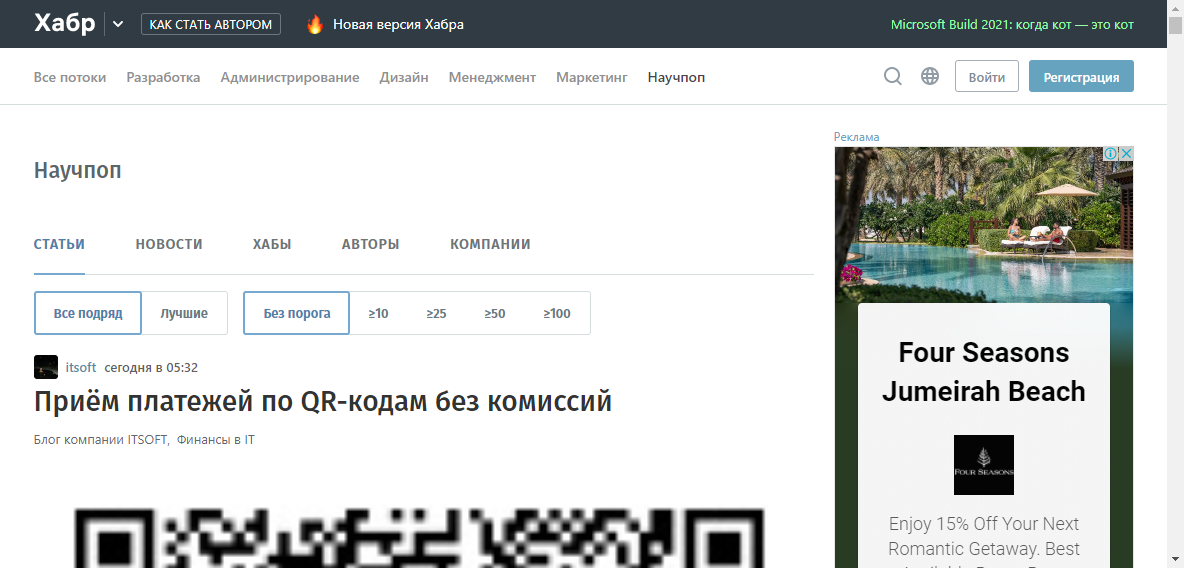 Хабр
КАК СТАТЬ АВТОРОМ
Новая версия Хабра
Microsoft Build 2021: когда кот — это кот
Все потоки Разработка Администрирование Дизайн Менеджмент Маркетинг Научпоп
Войти
Регистрация
Реклама
Научпоп
СТАТЬИ НОВОСТИ ХАБЫ АВТОРЫ КОМПАНИИ
Все подряд Лучшие Без порога ≥10 ≥25 ≥50 ≥100
itsoft сегодня в 05:32
Приём платежей по QR-кодам без комиссий
Блог компании ITSOFT, Финансы в IT
Four Seasons
Jumeirah Beach
FOUR SEASONS
Enjoy 15% Off Your Next
Romantic Getaway. Best